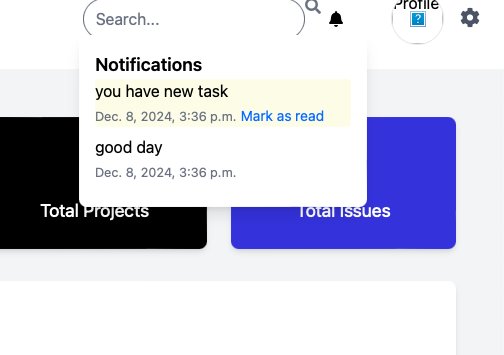 Search...
Profile
Notifications
you have new task
Dec. 8, 2024, 3:36 p.m. Mark as read
good day
Dec. 8, 2024, 3:36 p.m.
Total Projects
Total Issues